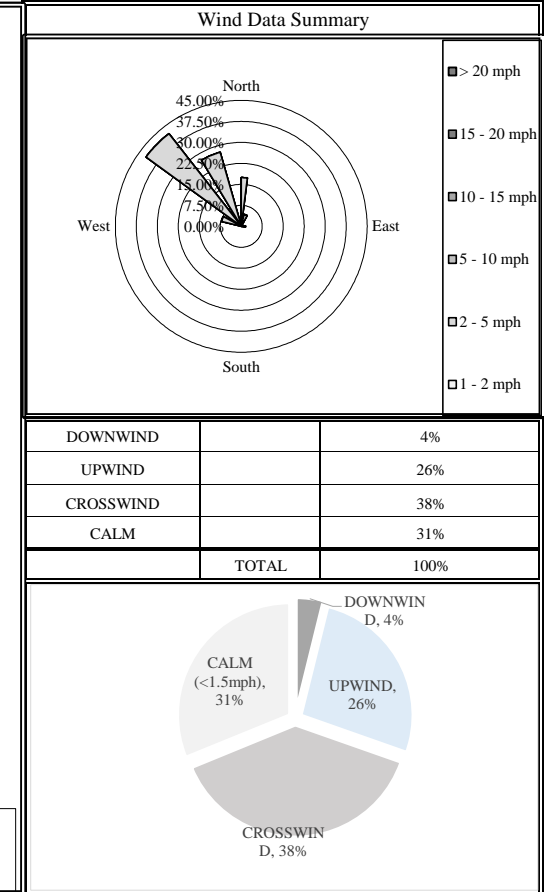 Wind Data Summary
North
45.00%
37.50%
30.00%
22.50%
15.00%
7.50%
0.00%
West
East
South
> 20 mph
15 - 20 mph
10 - 15 mph
5 - 10 mph
2 - 5 mph
1 - 2 mph
DOWNWIND 4%
UPWIND 26%
CROSSWIND 38%
CALM 31%
TOTAL 100%
DOWNWIN
D, 4%
CALM
(<1.5mph),
31%
UPWIND,
26%
CROSSWIN
D, 38%